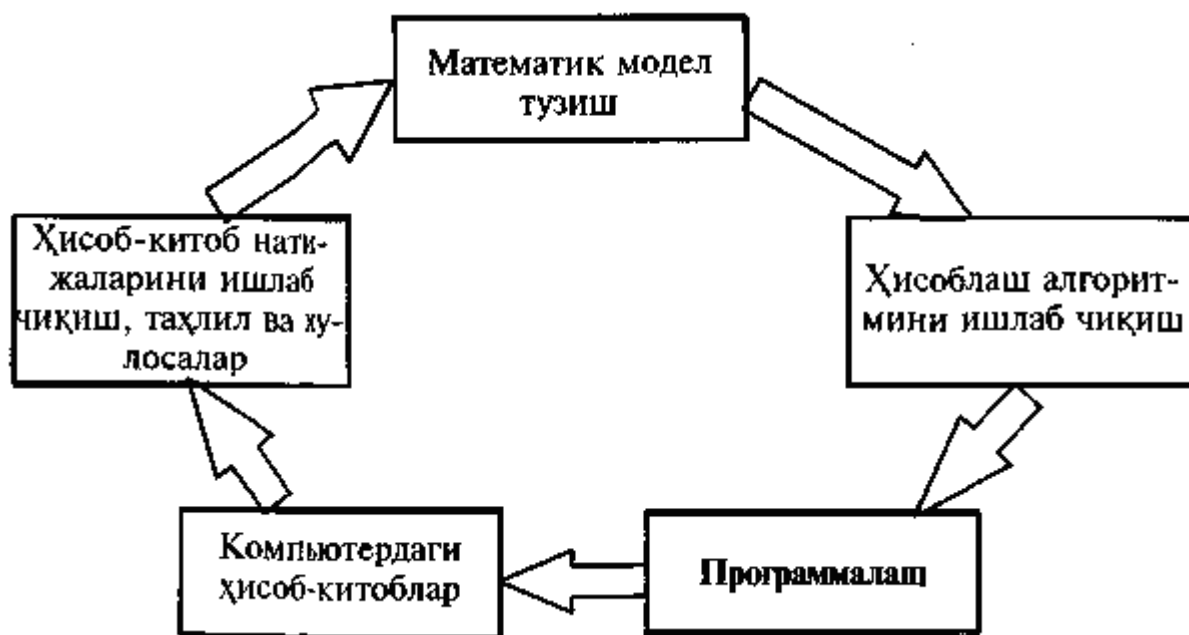 Математик модел
тузиш
Ҳисоблаш алгорит-
мини ишлаб чиқиш
Программалаш
Компьютердаги
ҳисоб-китоблар
Ҳисоб-китоб нати-
жаларини ишлаб
чиқиш, таҳлил ва ху-
лосалар